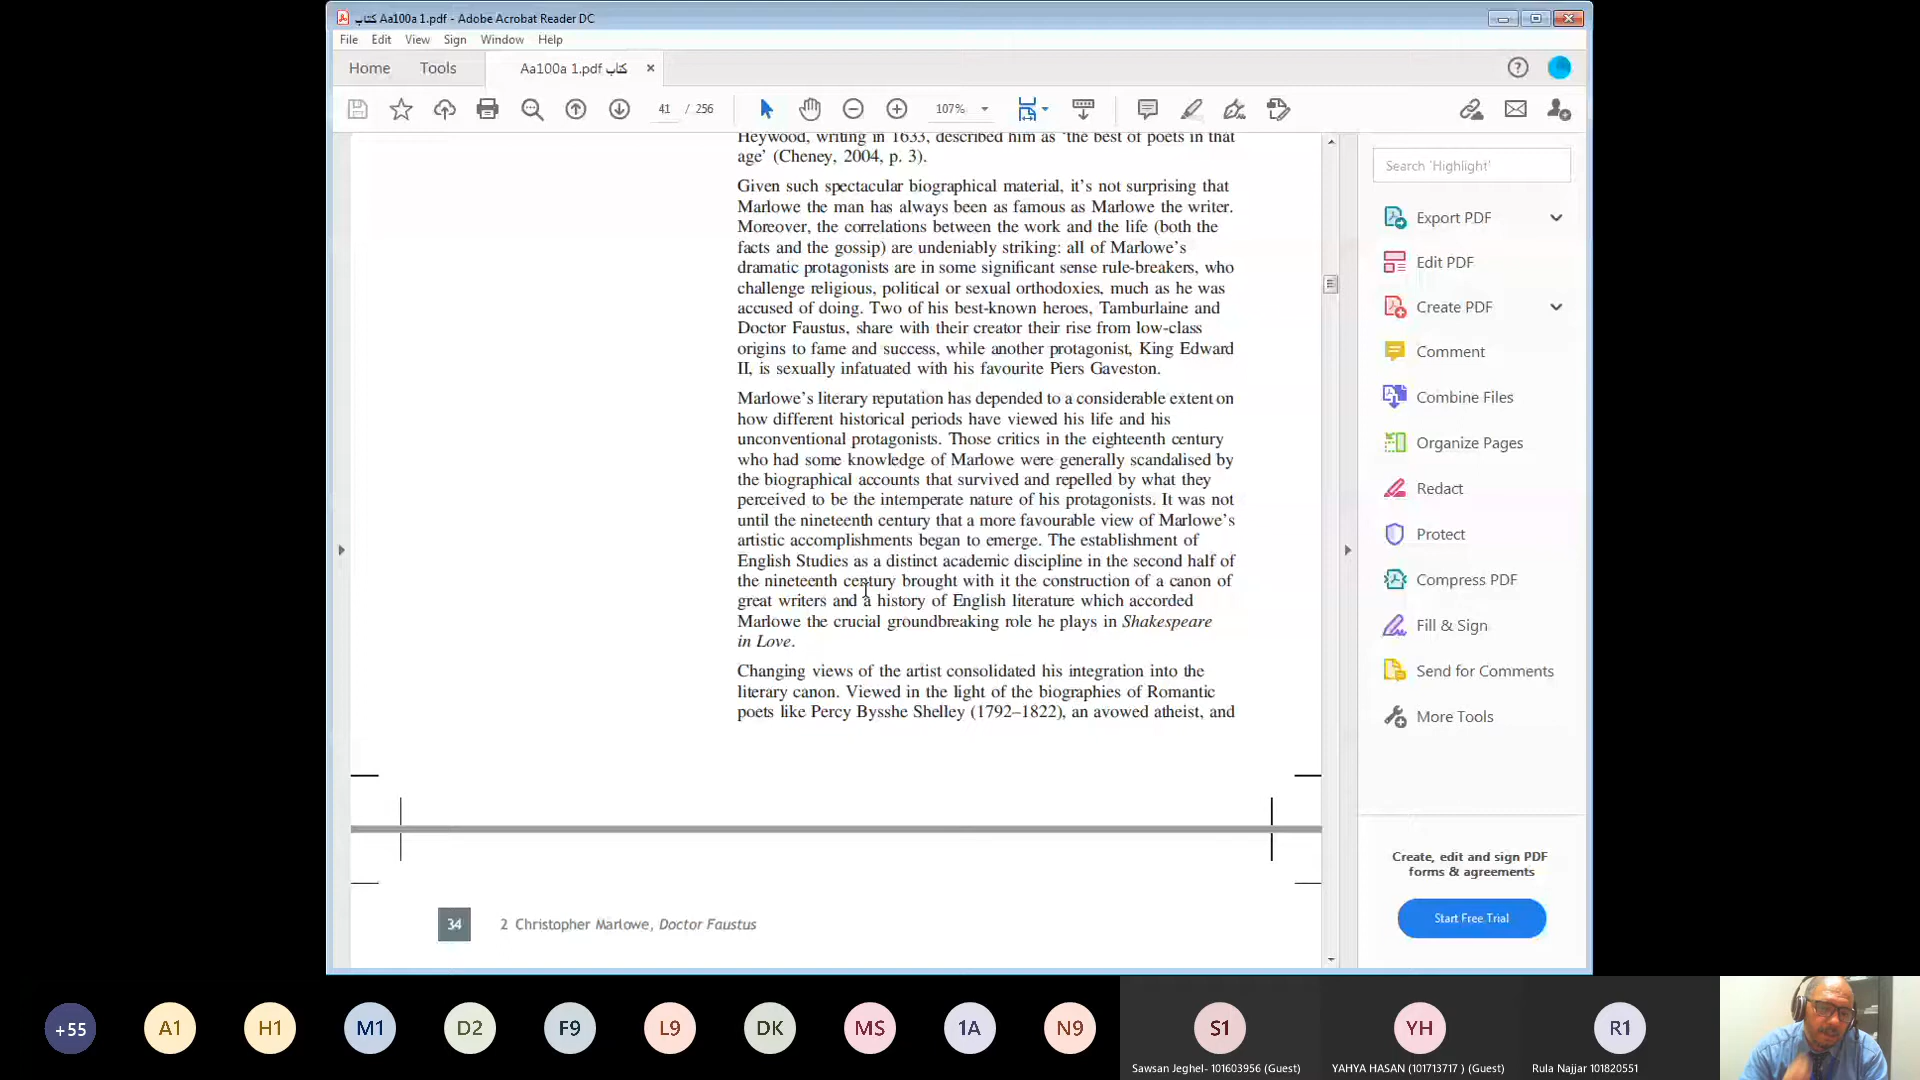 كتاب Aa100a 1.pdf - Adobe Acrobat Reader DC
File Edit View Sign Window Help
Home Tools Aa100a 1.pdf كتاب
41 / 256 107%
Heywood, writing in 1633, described him as ‘the best of poets in that
age’ (Cheney, 2004, p. 3).
Given such spectacular biographical material, it’s not surprising that
Marlowe the man has always been as famous as Marlowe the writer.
Moreover, the correlations between the work and the life (both the
facts and the gossip) are undeniably striking: all of Marlowe’s
dramatic protagonists are in some significant sense rule-breakers, who
challenge religious, political or sexual orthodoxies, much as he was
accused of doing. Two of his best-known heroes, Tamburlaine and
Doctor Faustus, share with their creator their rise from low-class
origins to fame and success, while another protagonist, King Edward
II, is sexually infatuated with his favourite Piers Gaveston.
Marlowe’s literary reputation has depended to a considerable extent on
how different historical periods have viewed his life and his
unconventional protagonists. Those critics in the eighteenth century
who had some knowledge of Marlowe were generally scandalised by
the biographical accounts that survived and repelled by what they
perceived to be the intemperate nature of his protagonists. It was not
until the nineteenth century that a more favourable view of Marlowe’s
artistic accomplishments began to emerge. The establishment of
English Studies as a distinct academic discipline in the second half of
the nineteenth century brought with it the construction of a canon of
great writers and a history of English literature which accorded
Marlowe the crucial groundbreaking role he plays in Shakespeare
in Love.
Changing views of the artist consolidated his integration into the
literary canon. Viewed in the light of the biographies of Romantic
poets like Percy Bysshe Shelley (1792–1822), an avowed atheist, and
34 2 Christopher Marlowe, Doctor Faustus
Search 'Highlight'
Export PDF
Edit PDF
Create PDF
Comment
Combine Files
Organize Pages
Redact
Protect
Compress PDF
Fill & Sign
Send for Comments
More Tools
Create, edit and sign PDF
forms & agreements
Start Free Trial
+55 A1 H1 M1 D2 F9 L9 DK MS 1A N9 S1 YH R1
Sawsan Jeghel- 101603956 (Guest) YAHYA HASAN (101713717 ) (Guest) Rula Najjar 101820551